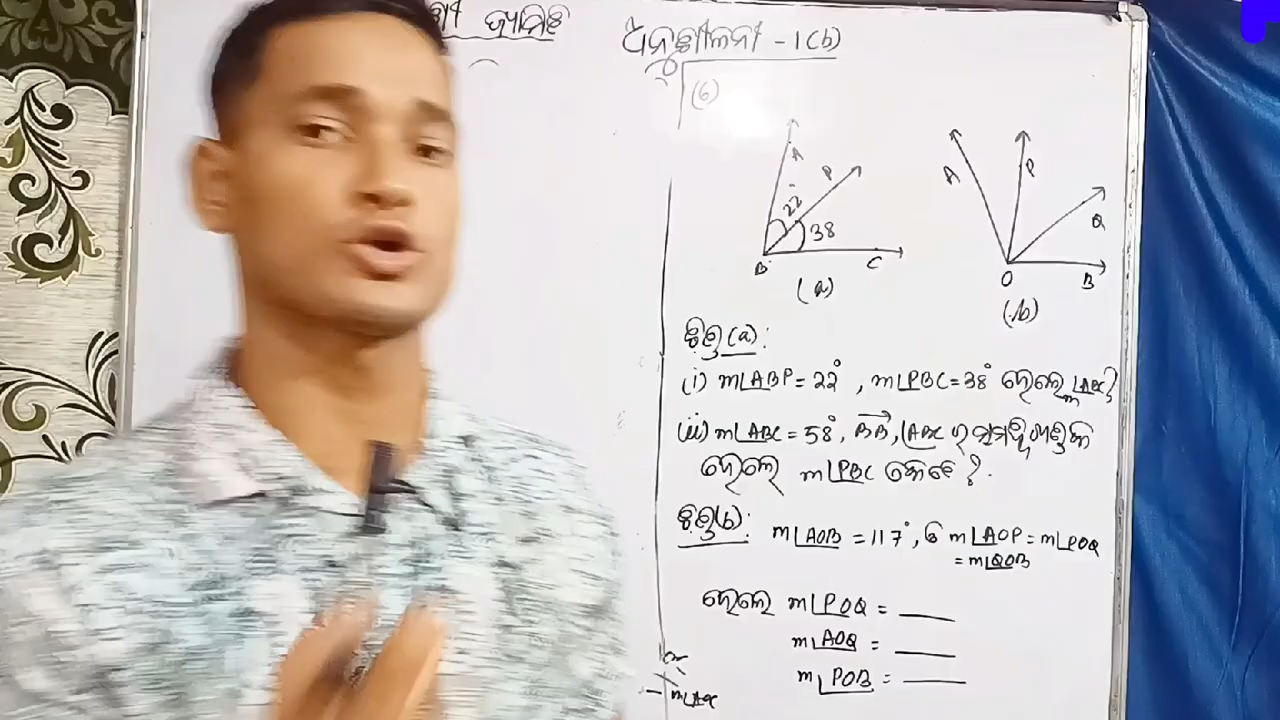 ଜ୍ୟାମିତି
ଅନୁଶୀଳନୀ - 1(b)
(6)
A
P
22°
38
B
C
(a)
A
P
Q
O
B
(b)
ଚିତ୍ର (a):
(i) m∠ABP = 22°, m∠PBC = 38° ହେଲେ m∠ABC?
(ii) m∠ABC = 58°, ∠ABC ର ସମଦ୍ୱିଖଣ୍ଡକ
ହେଲେ m∠PBC କେତେ ?
ଚିତ୍ର(b): m∠AOB = 117°, ଓ m∠AOP = m∠POQ
= m∠QOB
ହେଲେ m∠POQ = ____
m∠AOQ = ____
m∠POB = ____